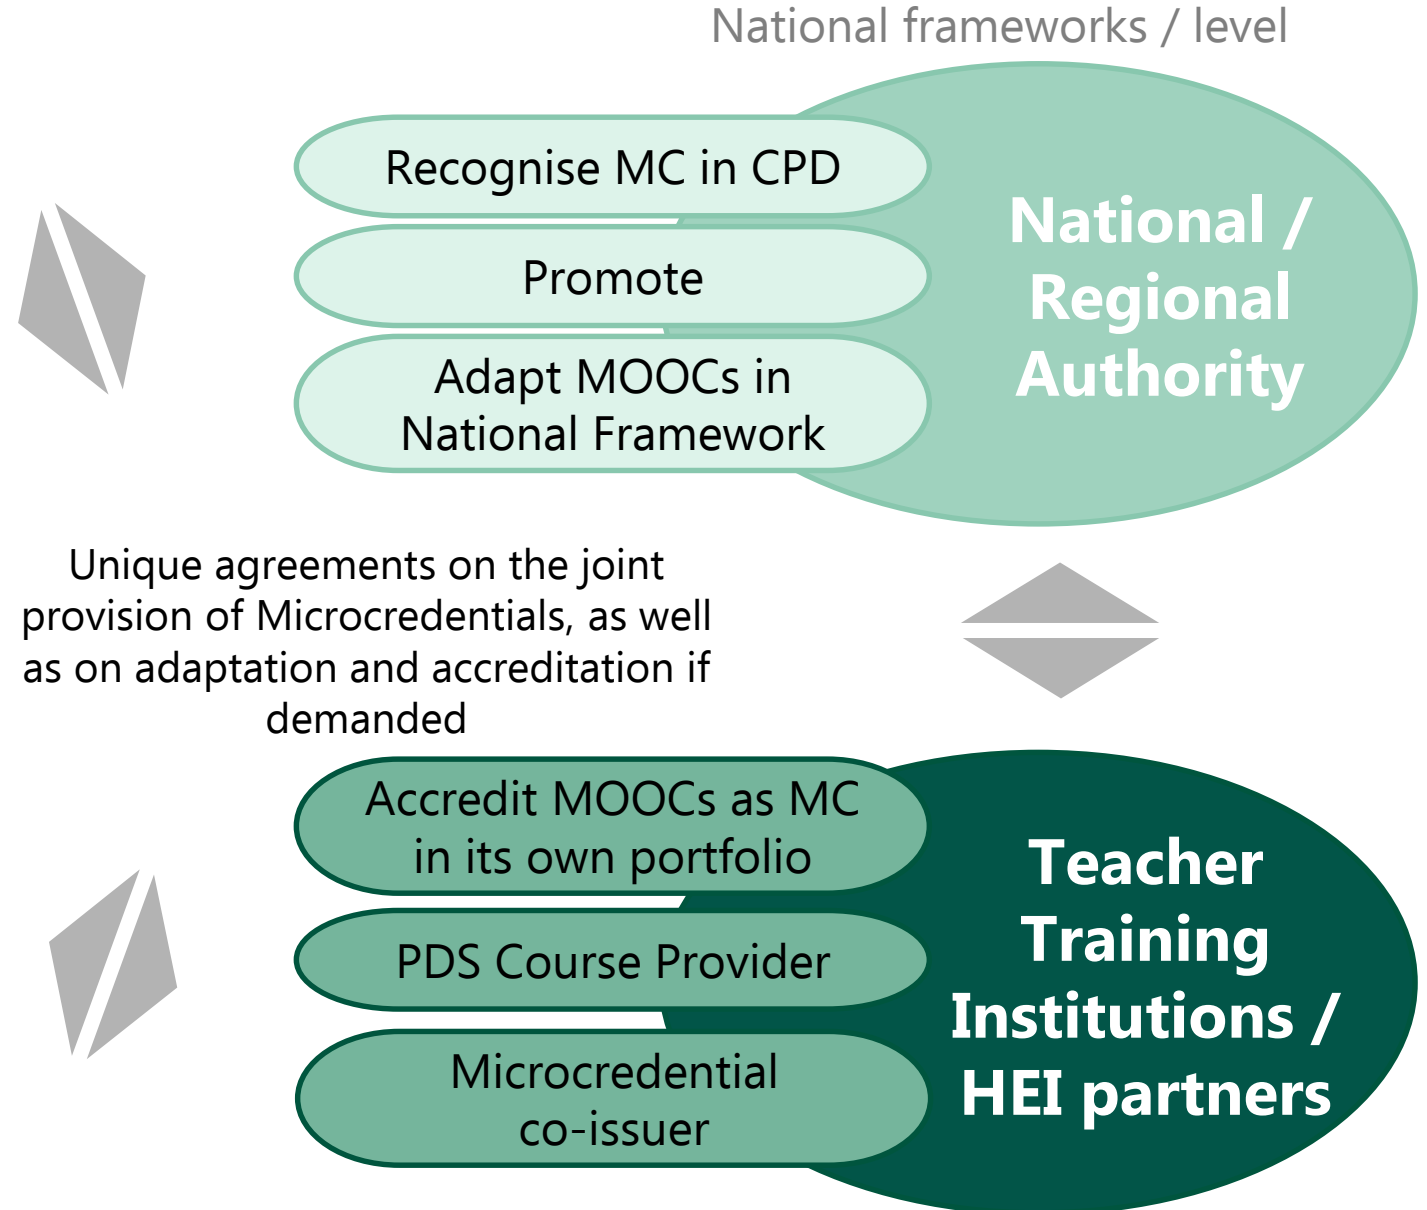 National frameworks / level
Recognise MC in CPD
Promote
Adapt MOOCs in
National Framework
National /
Regional
Authority
Unique agreements on the joint
provision of Microcredentials, as well
as on adaptation and accreditation if
demanded
Accredit MOOCs as MC
in its own portfolio
PDS Course Provider
Microcredential
co-issuer
Teacher
Training
Institutions /
HEI partners